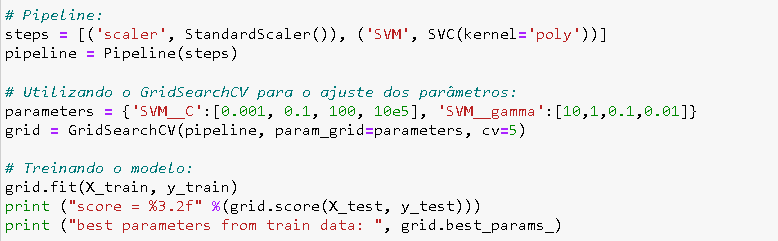 # Pipeline:
steps = [('scaler', StandardScaler()), ('SVM', SVC(kernel='poly'))]
pipeline = Pipeline(steps)
# Utilizando o GridSearchCV para o ajuste dos parâmetros:
parameters = {'SVM__C':[0.001, 0.1, 100, 10e5], 'SVM__gamma':[10,1,0.1,0.01]}
grid = GridSearchCV(pipeline, param_grid=parameters, cv=5)
# Treinando o modelo:
grid.fit(X_train, y_train)
print ("score = %3.2f" %(grid.score(X_test, y_test)))
print ("best parameters from train data: ", grid.best_params_)